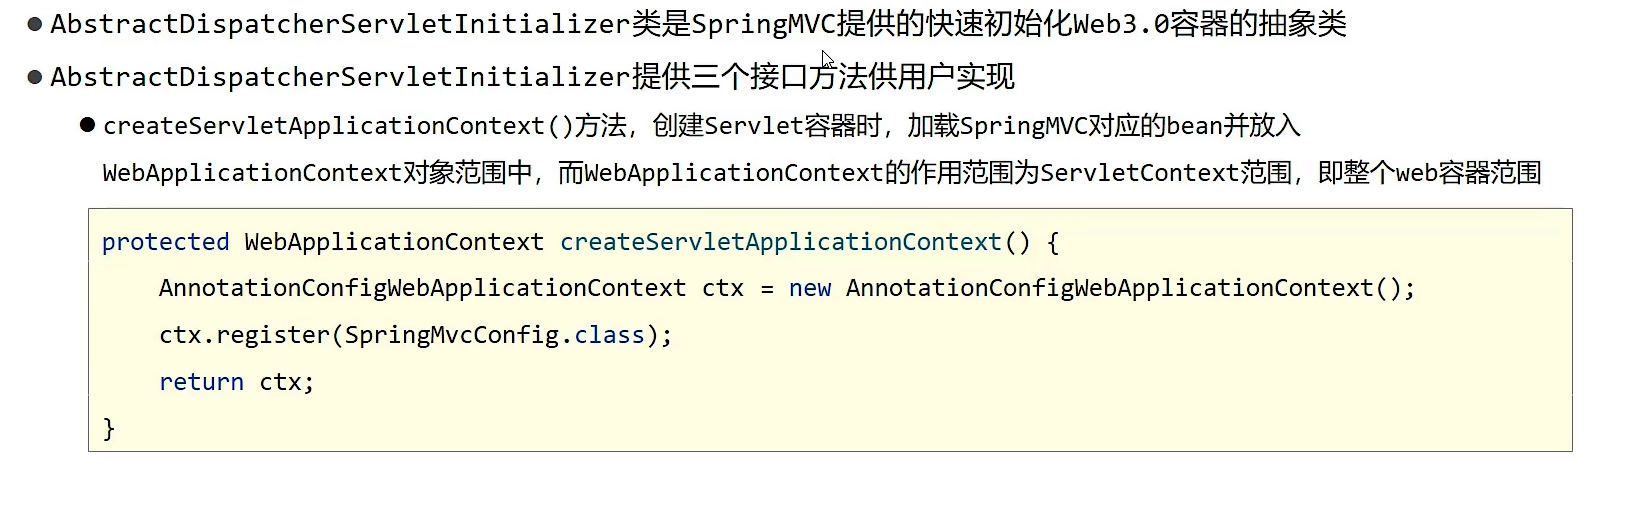 ● AbstractDispatcherServletInitializer类是SpringMVC提供的快速初始化Web3.0容器的抽象类
● AbstractDispatcherServletInitializer提供三个接口方法供用户实现
● createServletApplicationContext()方法，创建Servlet容器时，加载SpringMVC对应的bean并放入
WebApplicationContext对象范围中，而WebApplicationContext的作用范围为ServletContext范围，即整个web容器范围
protected WebApplicationContext createServletApplicationContext() {
    AnnotationConfigWebApplicationContext ctx = new AnnotationConfigWebApplicationContext();
    ctx.register(SpringMvcConfig.class);
    return ctx;
}